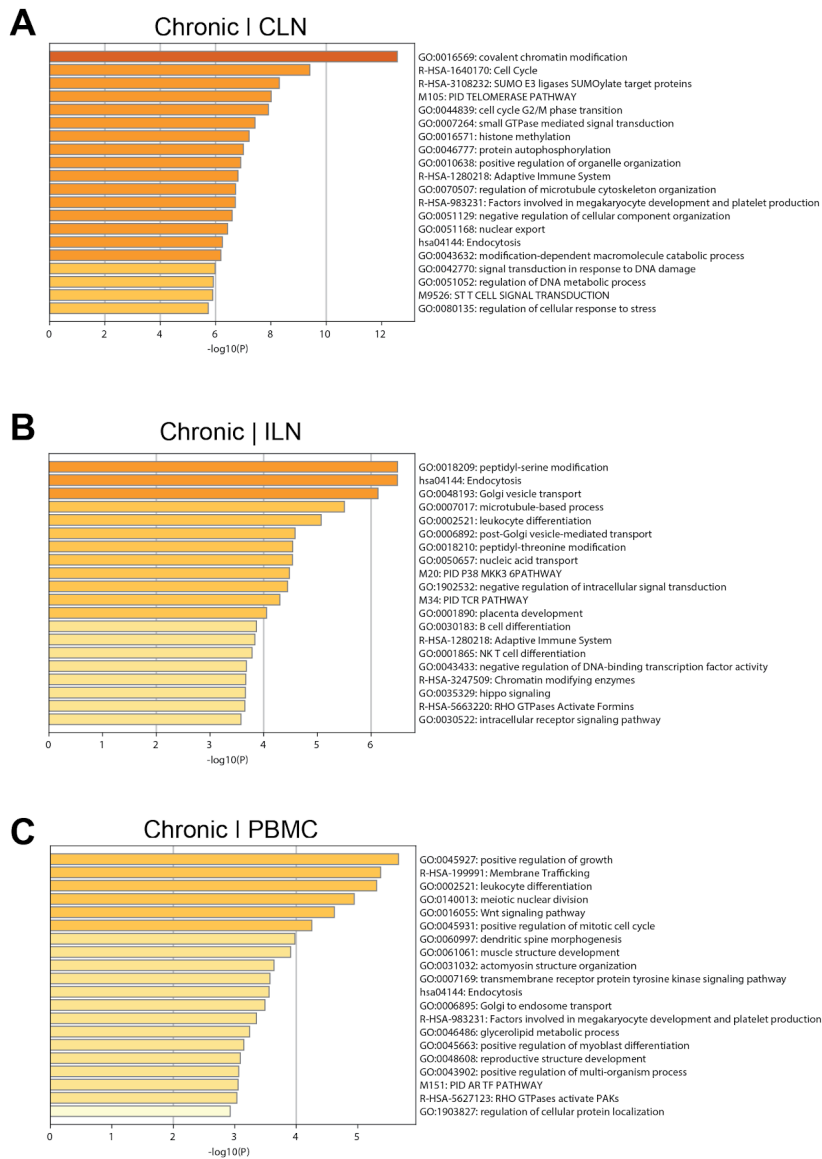 A
Chronic | CLN
GO:0016569: covalent chromatin modification
R-HSA-1640170: Cell Cycle
R-HSA-3108232: SUMO E3 ligases SUMOylate target proteins
M105: PID TELOMERASE PATHWAY
GO:0044839: cell cycle G2/M phase transition
GO:0007264: small GTPase mediated signal transduction
GO:0016571: histone methylation
GO:0046777: protein autophosphorylation
GO:0010638: positive regulation of organelle organization
R-HSA-1280218: Adaptive Immune System
GO:0070507: regulation of microtubule cytoskeleton organization
R-HSA-983231: Factors involved in megakaryocyte development and platelet production
GO:0051129: negative regulation of cellular component organization
GO:0051168: nuclear export
hsa04144: Endocytosis
GO:0043632: modification-dependent macromolecule catabolic process
GO:0042770: signal transduction in response to DNA damage
GO:0051052: regulation of DNA metabolic process
M9526: ST T CELL SIGNAL TRANSDUCTION
GO:0080135: regulation of cellular response to stress
0 2 4 6 8 10 12
-log10(P)
B
Chronic | ILN
GO:0018209: peptidyl-serine modification
hsa04144: Endocytosis
GO:0048193: Golgi vesicle transport
GO:0007017: microtubule-based process
GO:0002521: leukocyte differentiation
GO:0006892: post-Golgi vesicle-mediated transport
GO:0018210: peptidyl-threonine modification
GO:0050657: nucleic acid transport
M20: PID P38 MKK3 6PATHWAY
GO:1902532: negative regulation of intracellular signal transduction
M34: PID TCR PATHWAY
GO:0001890: placenta development
GO:0030183: B cell differentiation
R-HSA-1280218: Adaptive Immune System
GO:0001865: NK T cell differentiation
GO:0043433: negative regulation of DNA-binding transcription factor activity
R-HSA-3247509: Chromatin modifying enzymes
GO:0035329: hippo signaling
R-HSA-5663220: RHO GTPases Activate Formins
GO:0030522: intracellular receptor signaling pathway
0 1 2 3 4 5 6
-log10(P)
C
Chronic | PBMC
GO:0045927: positive regulation of growth
R-HSA-199991: Membrane Trafficking
GO:0002521: leukocyte differentiation
GO:0140013: meiotic nuclear division
GO:0016055: Wnt signaling pathway
GO:0045931: positive regulation of mitotic cell cycle
GO:0060997: dendritic spine morphogenesis
GO:0061061: muscle structure development
GO:0031032: actomyosin structure organization
GO:0007169: transmembrane receptor protein tyrosine kinase signaling pathway
hsa04144: Endocytosis
GO:0006895: Golgi to endosome transport
R-HSA-983231: Factors involved in megakaryocyte development and platelet production
GO:0046486: glycerolipid metabolic process
GO:0045663: positive regulation of myoblast differentiation
GO:0048608: reproductive structure development
GO:0043902: positive regulation of multi-organism process
M151: PID AR TF PATHWAY
R-HSA-5627123: RHO GTPases activate PAKs
GO:1903827: regulation of cellular protein localization
0 1 2 3 4 5
-log10(P)